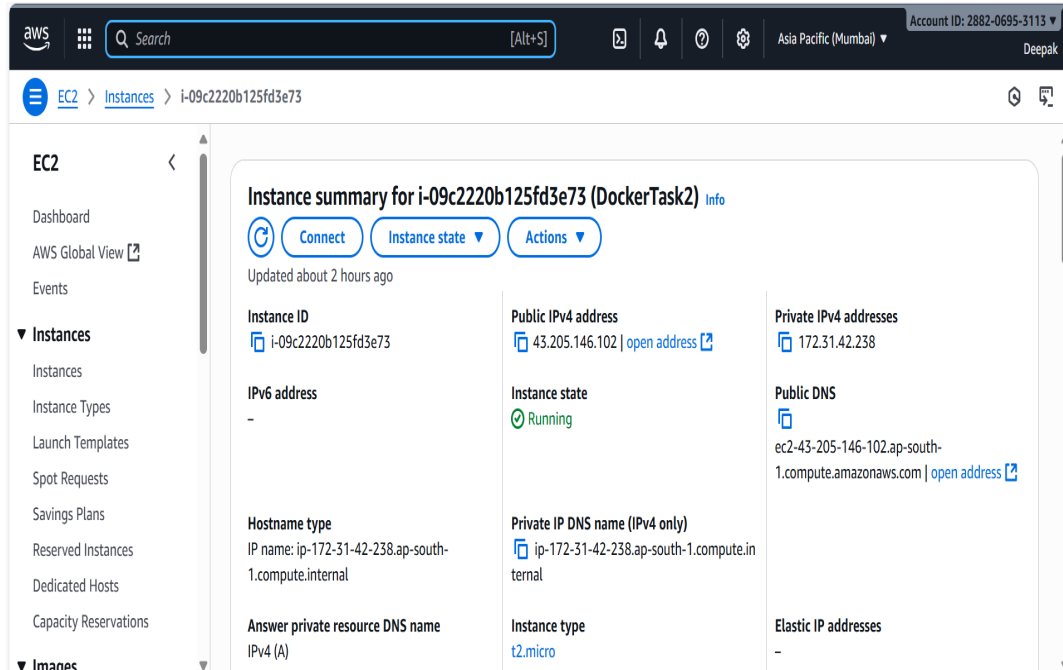 aws
Search
[Alt+S]
Asia Pacific (Mumbai) ▼
Account ID: 2882-0695-3113 ▼
Deepak
EC2 > Instances > i-09c2220b125fd3e73
EC2
Dashboard
AWS Global View
Events
▼ Instances
Instances
Instance Types
Launch Templates
Spot Requests
Savings Plans
Reserved Instances
Dedicated Hosts
Capacity Reservations
▼ Images
Instance summary for i-09c2220b125fd3e73 (DockerTask2) Info
Connect
Instance state ▼
Actions ▼
Updated about 2 hours ago
Instance ID
i-09c2220b125fd3e73
Public IPv4 address
43.205.146.102 | open address
Private IPv4 addresses
172.31.42.238
IPv6 address
–
Instance state
Running
Public DNS
ec2-43-205-146-102.ap-south-
1.compute.amazonaws.com | open address
Hostname type
IP name: ip-172-31-42-238.ap-south-
1.compute.internal
Private IP DNS name (IPv4 only)
ip-172-31-42-238.ap-south-1.compute.in
ternal
Answer private resource DNS name
IPv4 (A)
Instance type
t2.micro
Elastic IP addresses
–